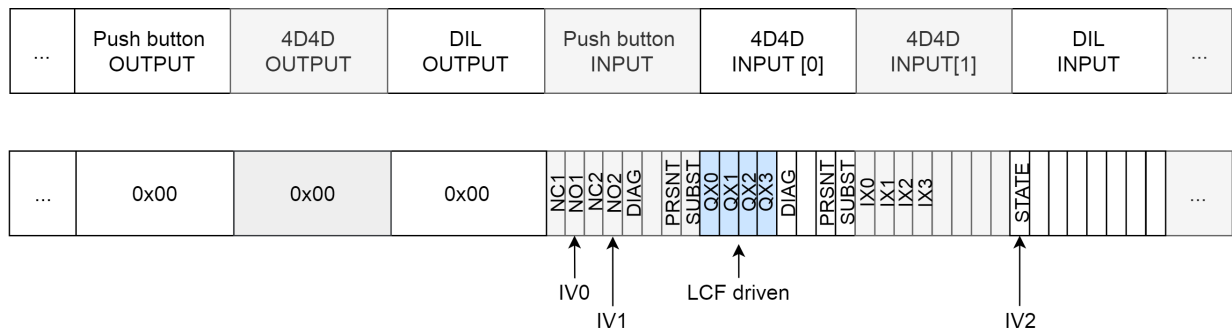 ...
Push button
OUTPUT
4D4D
OUTPUT
DIL
OUTPUT
Push button
INPUT
4D4D
INPUT [0]
4D4D
INPUT[1]
DIL
INPUT
...
...
0x00
0x00
0x00
NC1
NO1
NC2
NO2
DIAG
PRSNT
SUBST
QX0
QX1
QX2
QX3
DIAG
PRSNT
SUBST
IX0
IX1
IX2
IX3
STATE
...
IV0
IV1
LCF driven
IV2